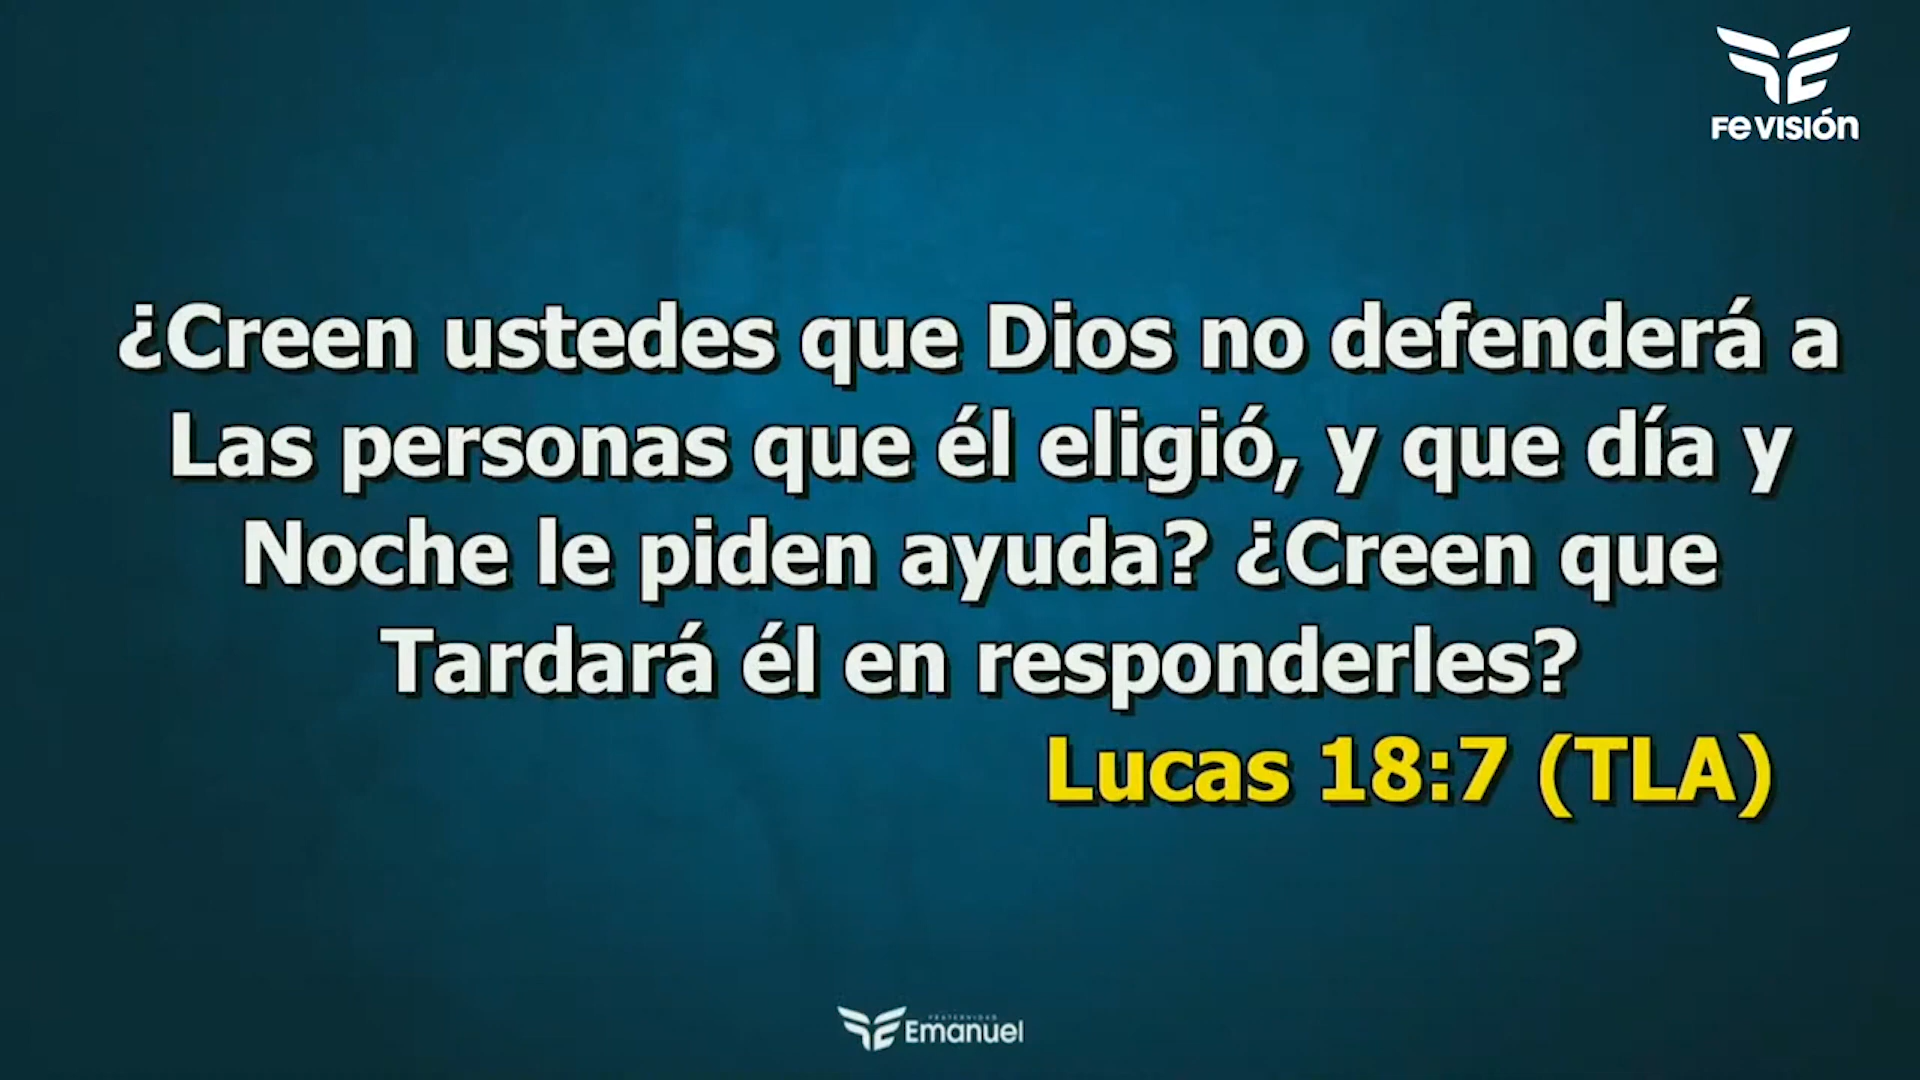 FE VISIÓN
¿Creen ustedes que Dios no defenderá a
Las personas que él eligió, y que día y
Noche le piden ayuda? ¿Creen que
Tardará él en responderles?
Lucas 18:7 (TLA)
FRATERNIDAD
Emanuel